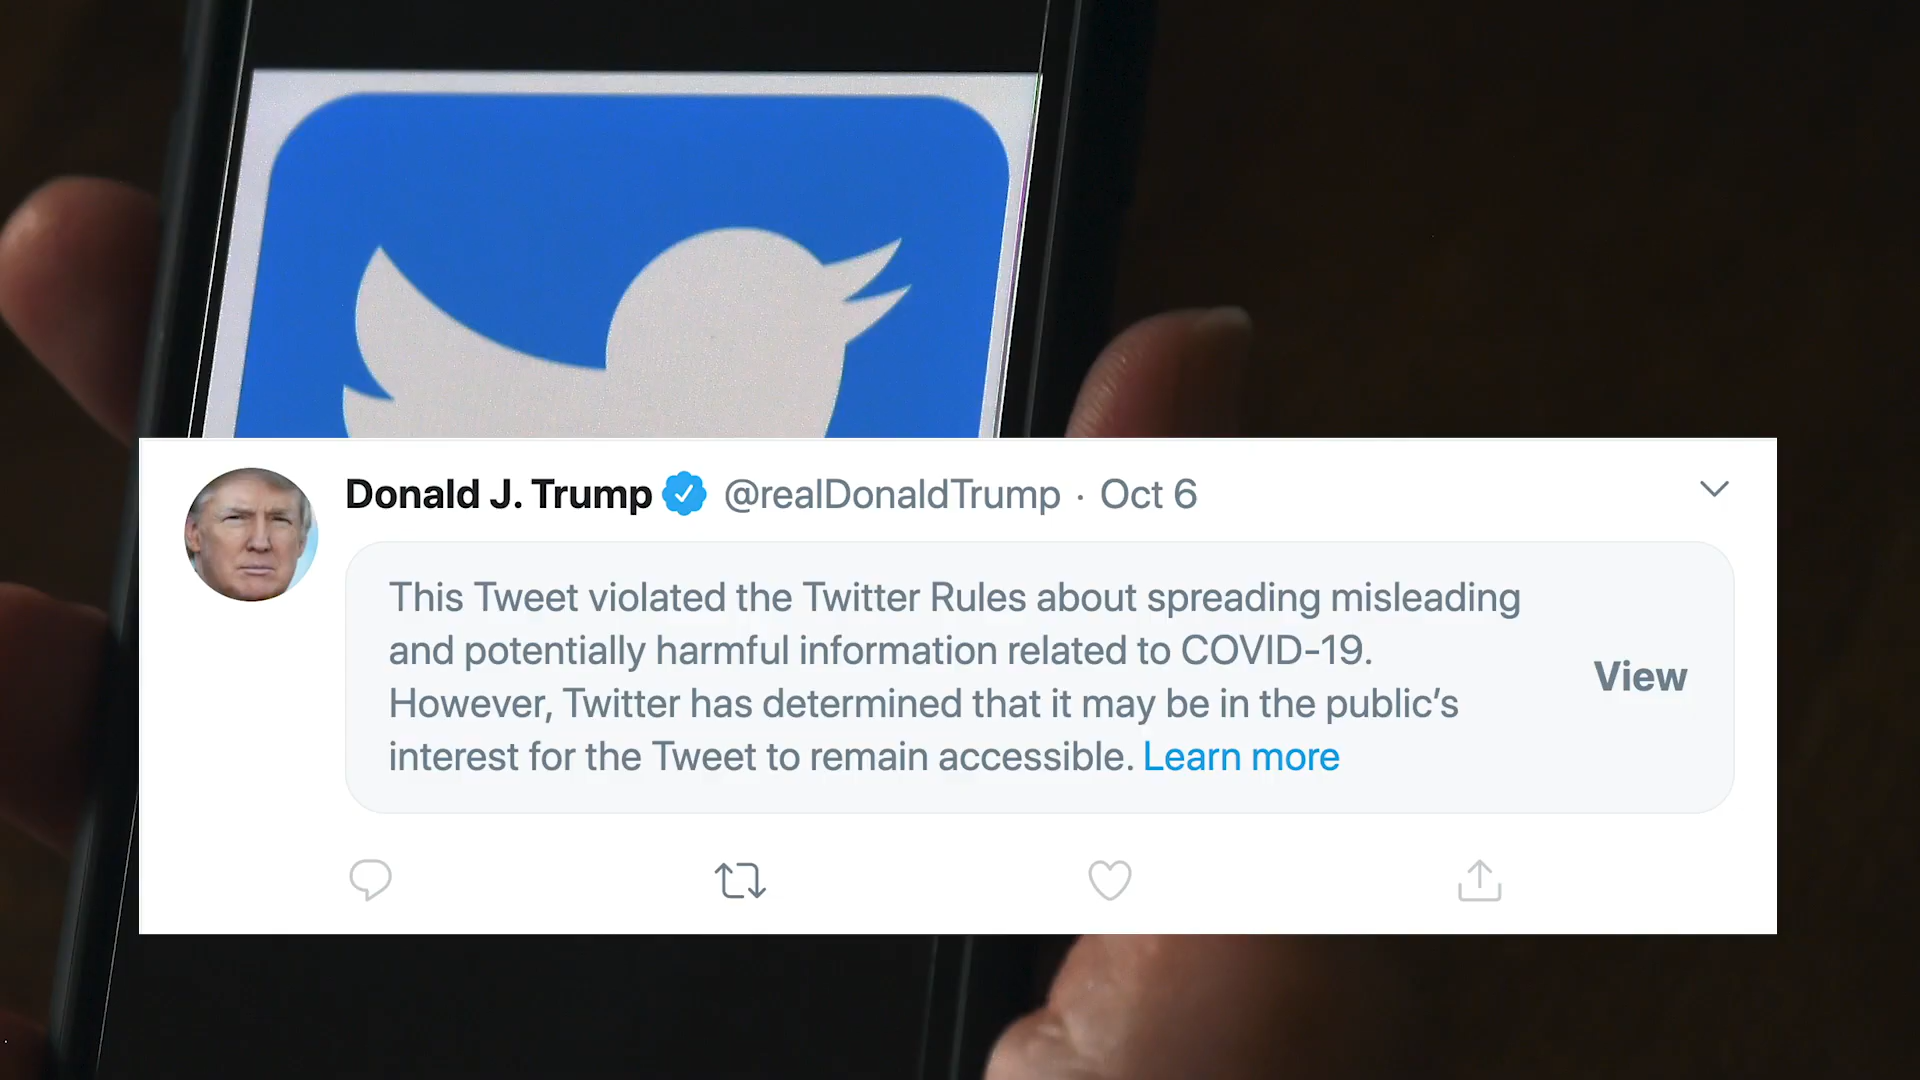 Donald J. Trump @realDonaldTrump · Oct 6
This Tweet violated the Twitter Rules about spreading misleading
and potentially harmful information related to COVID-19.
However, Twitter has determined that it may be in the public’s
interest for the Tweet to remain accessible. Learn more
View